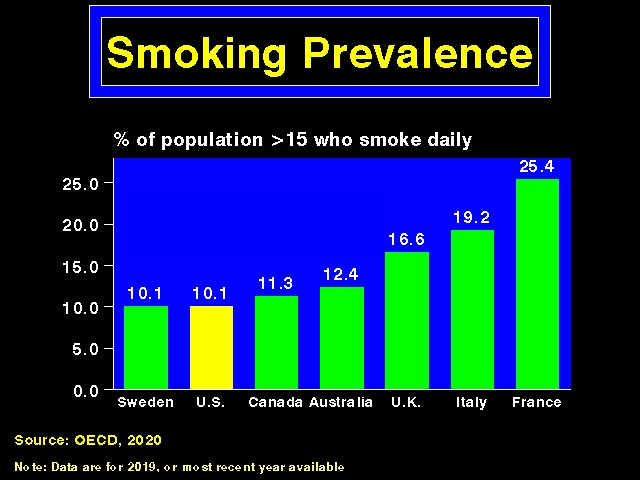 Smoking Prevalence
% of population >15 who smoke daily
25.0
20.0
15.0
10.0
5.0
0.0
10.1
10.1
11.3
12.4
16.6
19.2
25.4
Sweden U.S. Canada Australia U.K. Italy France
Source: OECD, 2020
Note: Data are for 2019, or most recent year available